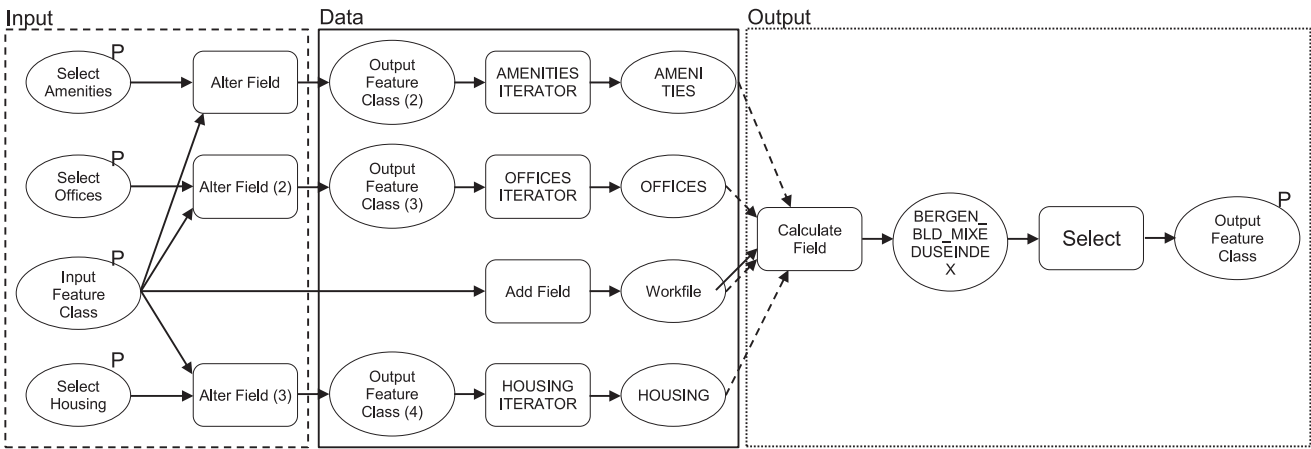 Input
Data
Output
P
Select
Amenities
Alter Field
Output
Feature
Class (2)
AMENITIES
ITERATOR
AMENI
TIES
P
Select
Offices
Alter Field (2)
Output
Feature
Class (3)
OFFICES
ITERATOR
OFFICES
Calculate
Field
BERGEN_
BLD_MIXE
DUSEINDE
X
Select
P
Output
Feature
Class
P
Input
Feature
Class
Add Field
Workfile
P
Select
Housing
Alter Field (3)
Output
Feature
Class (4)
HOUSING
ITERATOR
HOUSING